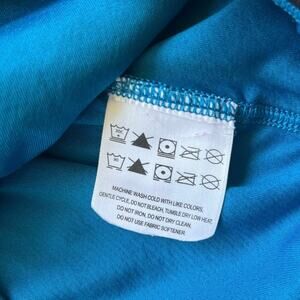 MACHINE WASH COLD WITH LIKE COLORS,
GENTLE CYCLE, DO NOT BLEACH, TUMBLE DRY LOW HEAT,
DO NOT IRON, DO NOT DRY CLEAN,
DO NOT USE FABRIC SOFTENER.